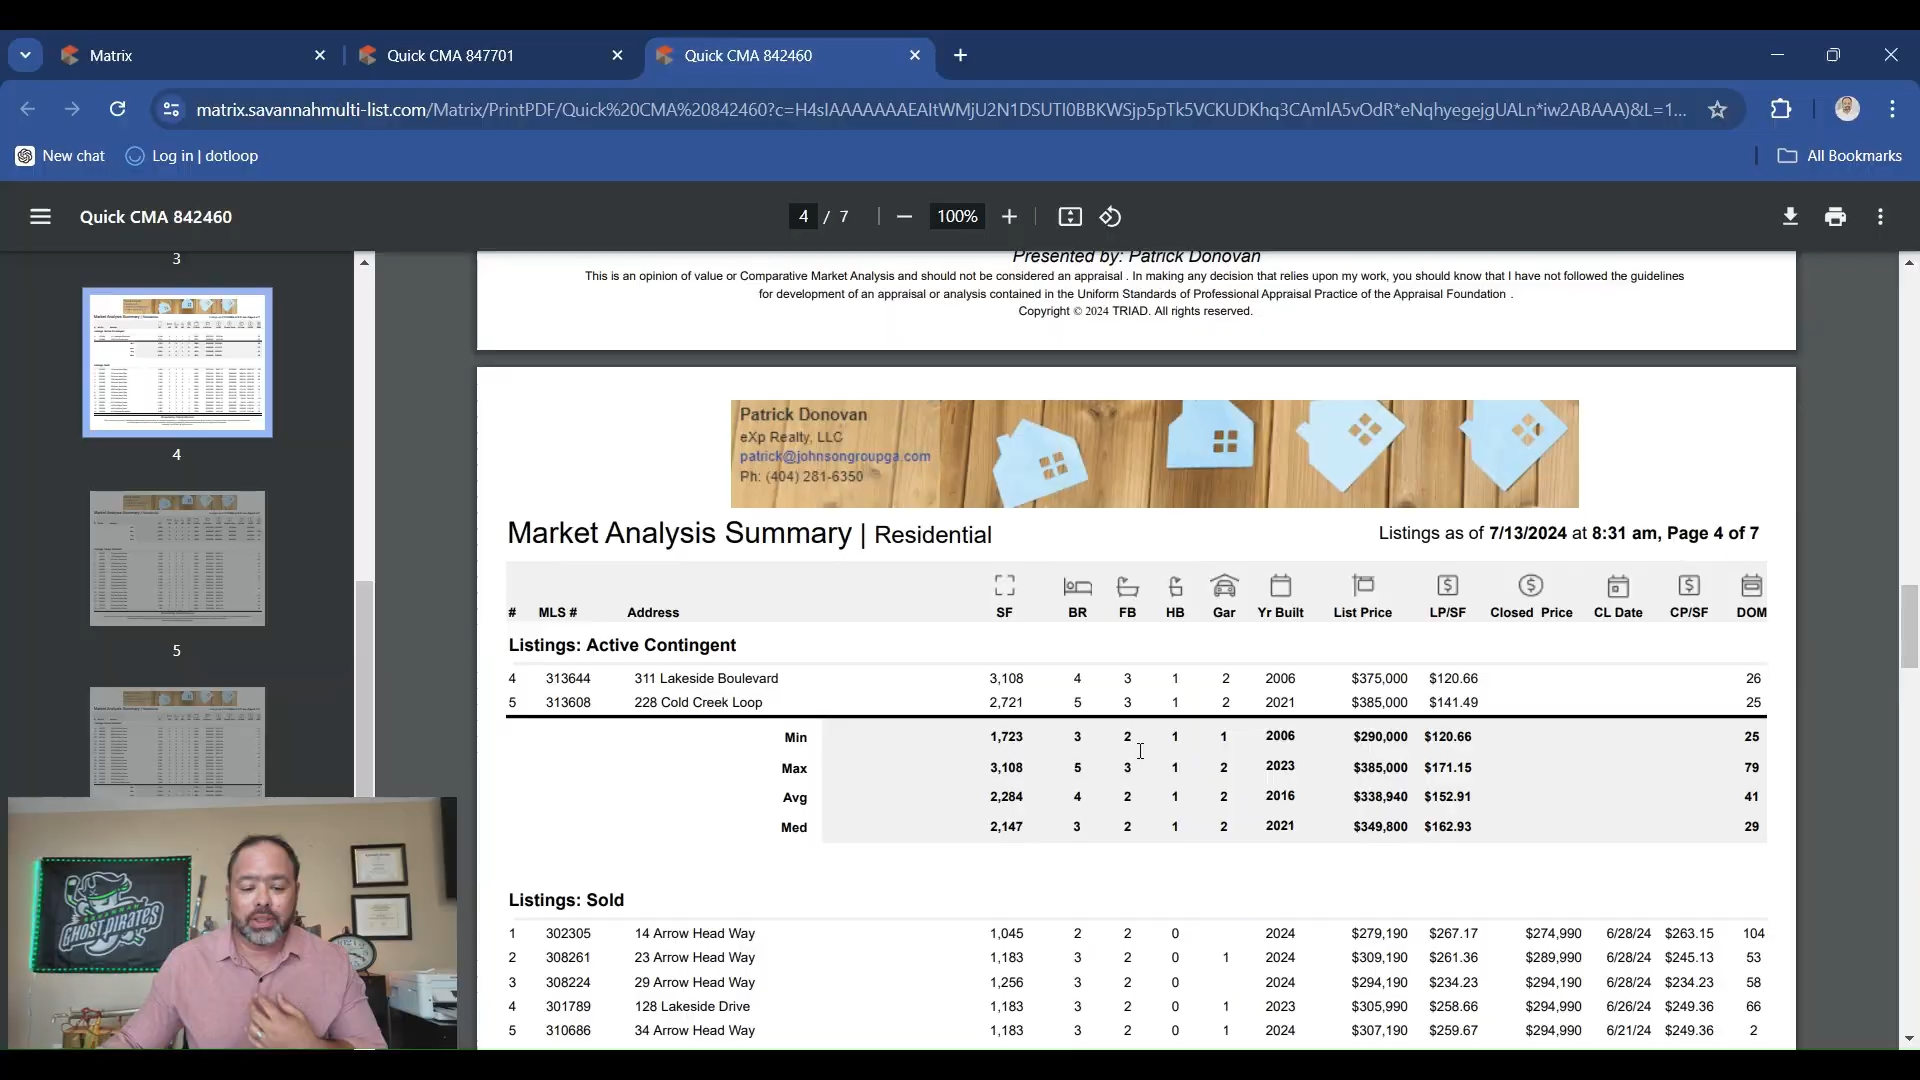 Matrix
Quick CMA 847701
Quick CMA 842460
matrix.savannahmulti-list.com/Matrix/PrintPDF/Quick%20CMA%20842460?c=H4sIAAAAAAAEAItWMjU2N1DSUTI0BBKWSjp5pTk5VCKUDKhq3CAmlA5vOdR*eNqhyegejgUALn*iw2ABAAA)&L=1...
New chat
Log in | dotloop
All Bookmarks
Quick CMA 842460
4 / 7
100%
3
4
5
Presented by: Patrick Donovan
This is an opinion of value or Comparative Market Analysis and should not be considered an appraisal . In making any decision that relies upon my work, you should know that I have not followed the guidelines
for development of an appraisal or analysis contained in the Uniform Standards of Professional Appraisal Practice of the Appraisal Foundation .
Copyright © 2024 TRIAD. All rights reserved.
Patrick Donovan
eXp Realty, LLC
patrick@johnsongroupga.com
Ph: (404) 281-6350
Market Analysis Summary | Residential
Listings as of 7/13/2024 at 8:31 am, Page 4 of 7
# MLS # Address SF BR FB HB Gar Yr Built List Price LP/SF Closed Price CL Date CP/SF DOM
Listings: Active Contingent
4 313644 311 Lakeside Boulevard 3,108 4 3 1 2 2006 $375,000 $120.66 26
5 313608 228 Cold Creek Loop 2,721 5 3 1 2 2021 $385,000 $141.49 25
Min 1,723 3 2 1 1 2006 $290,000 $120.66 25
Max 3,108 5 3 1 2 2023 $385,000 $171.15 79
Avg 2,284 4 2 1 2 2016 $338,940 $152.91 41
Med 2,147 3 2 1 2 2021 $349,800 $162.93 29
Listings: Sold
1 302305 14 Arrow Head Way 1,045 2 2 0 2024 $279,190 $267.17 $274,990 6/28/24 $263.15 104
2 308261 23 Arrow Head Way 1,183 3 2 0 1 2024 $309,190 $261.36 $289,990 6/28/24 $245.13 53
3 308224 29 Arrow Head Way 1,256 3 2 0 2024 $294,190 $234.23 $294,190 6/28/24 $234.23 58
4 301789 128 Lakeside Drive 1,183 3 2 0 1 2023 $305,990 $258.66 $294,990 6/26/24 $249.36 66
5 310686 34 Arrow Head Way 1,183 3 2 0 1 2024 $307,190 $259.67 $294,990 6/21/24 $249.36 2
SAVANNAH
GHOST PIRATES